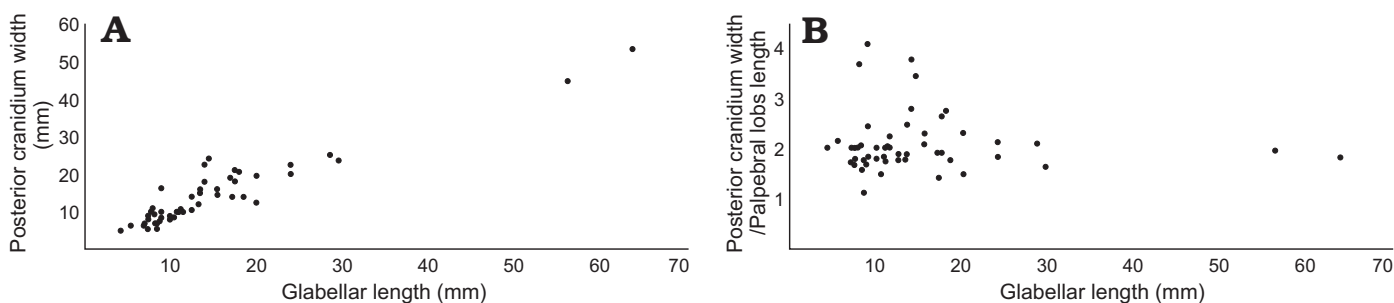 A
Posterior cranidium width
(mm)
60
50
40
30
20
10
10 20 30 40 50 60 70
Glabellar length (mm)
B
Posterior cranidium width
/Palpebral lobs length
4
3
2
1
10 20 30 40 50 60 70
Glabellar length (mm)